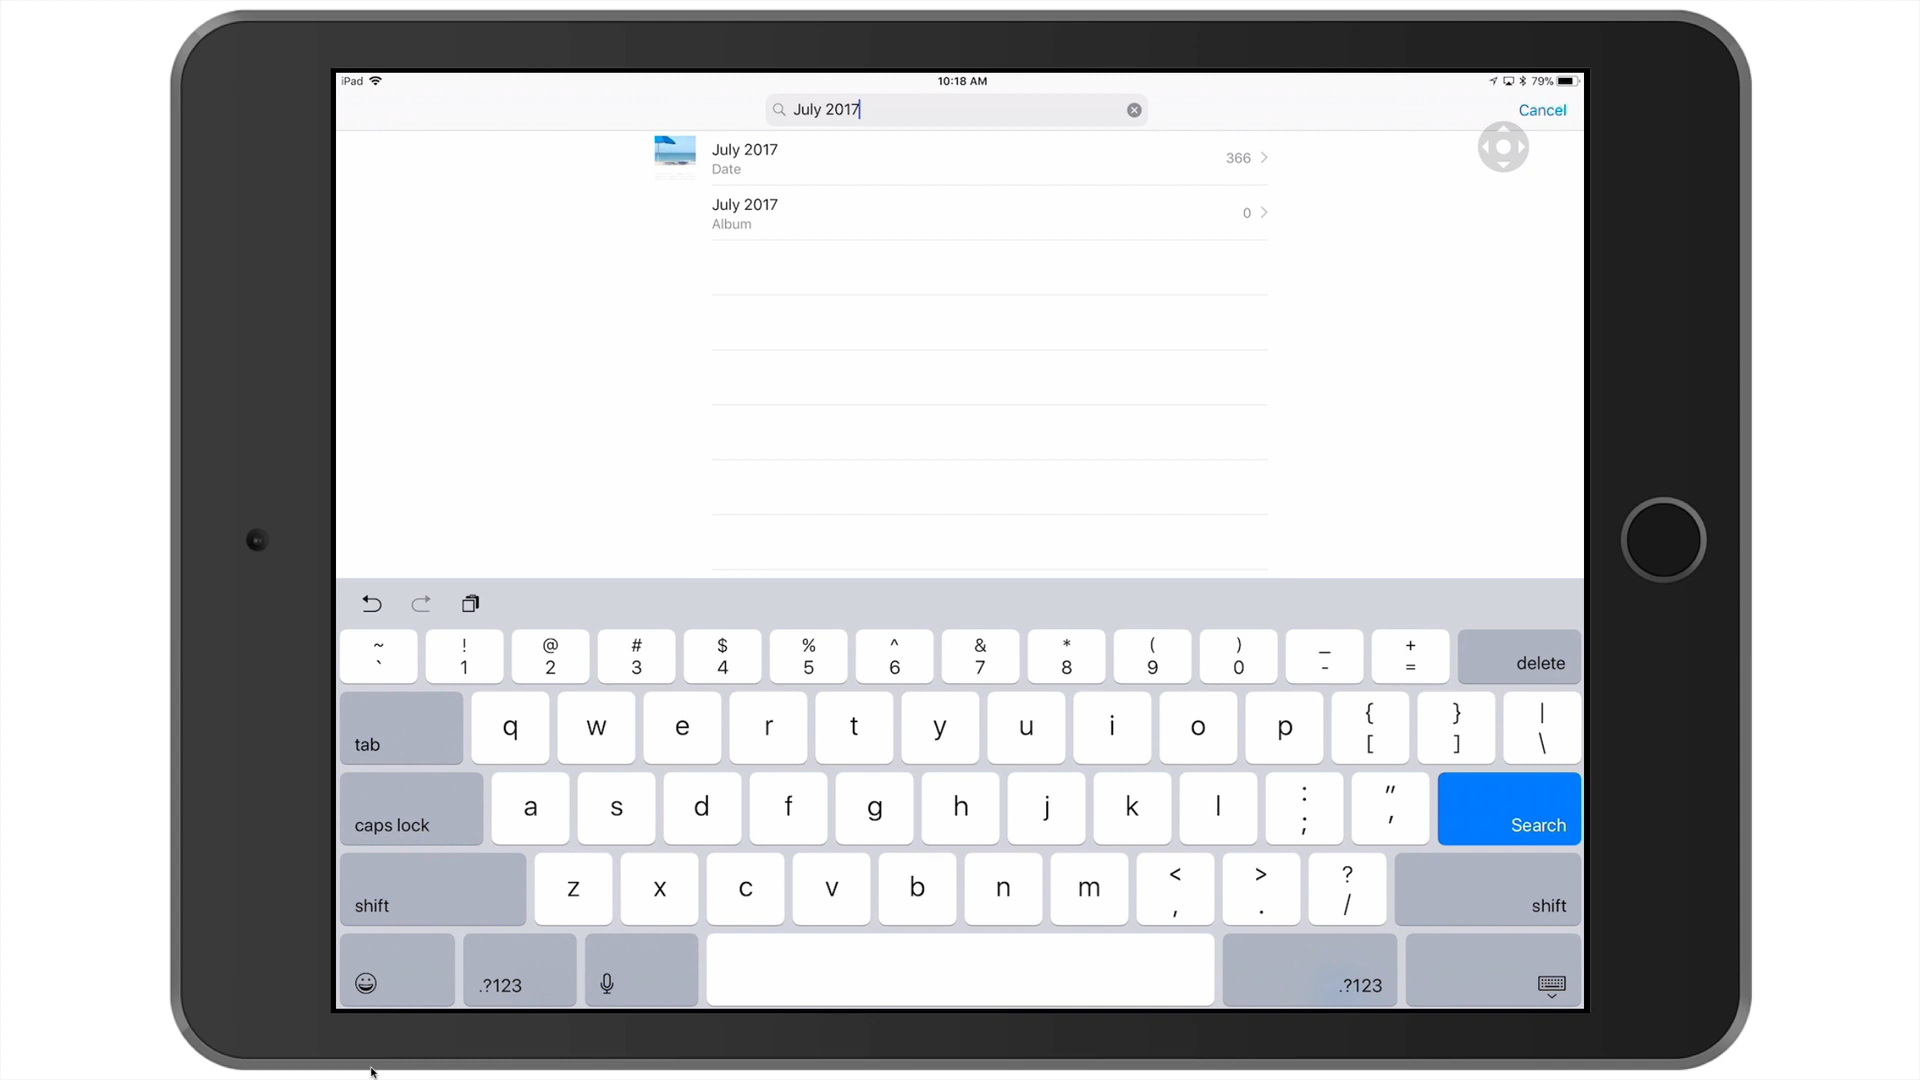 iPad 10:18 AM 79%
July 2017 Cancel
July 2017 366
Date
July 2017 0
Album
~ ! @ # $ % ^ & * ( ) _ +
` 1 2 3 4 5 6 7 8 9 0 - = delete
tab q w e r t y u i o p { [ } ] | \
caps lock a s d f g h j k l : ; " ' Search
shift z x c v b n m < , > . ? / shift
.?123 .?123